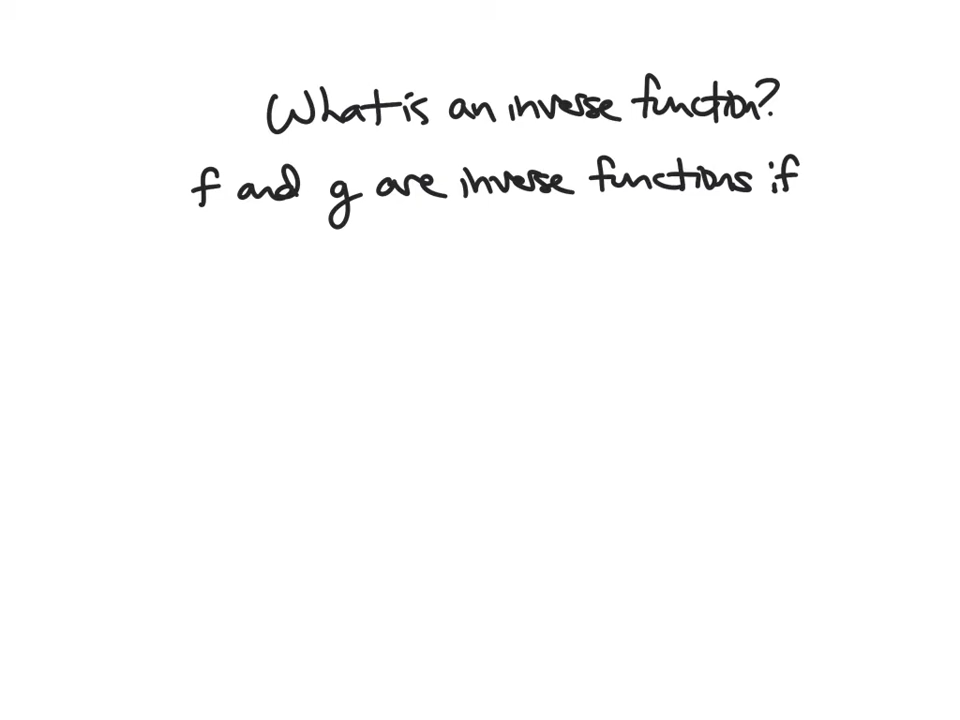 What is an inverse function?
f and g are inverse functions if